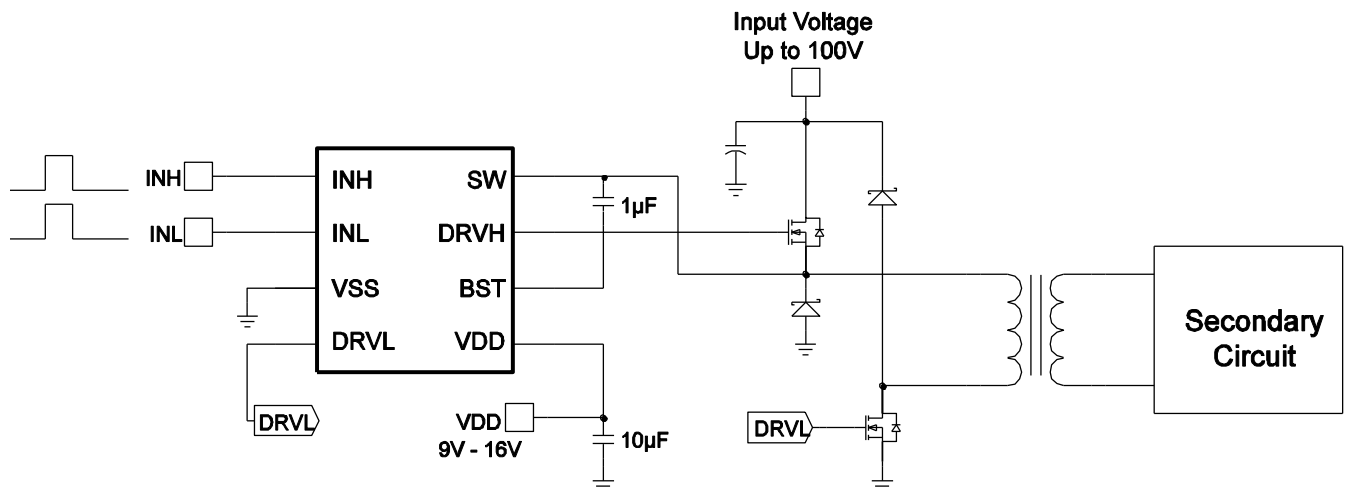 Input Voltage
Up to 100V
INH
INH
SW
1µF
INL
INL
DRVH
VSS
BST
DRVL
VDD
Secondary
Circuit
DRVL
VDD
9V - 16V
10µF
DRVL